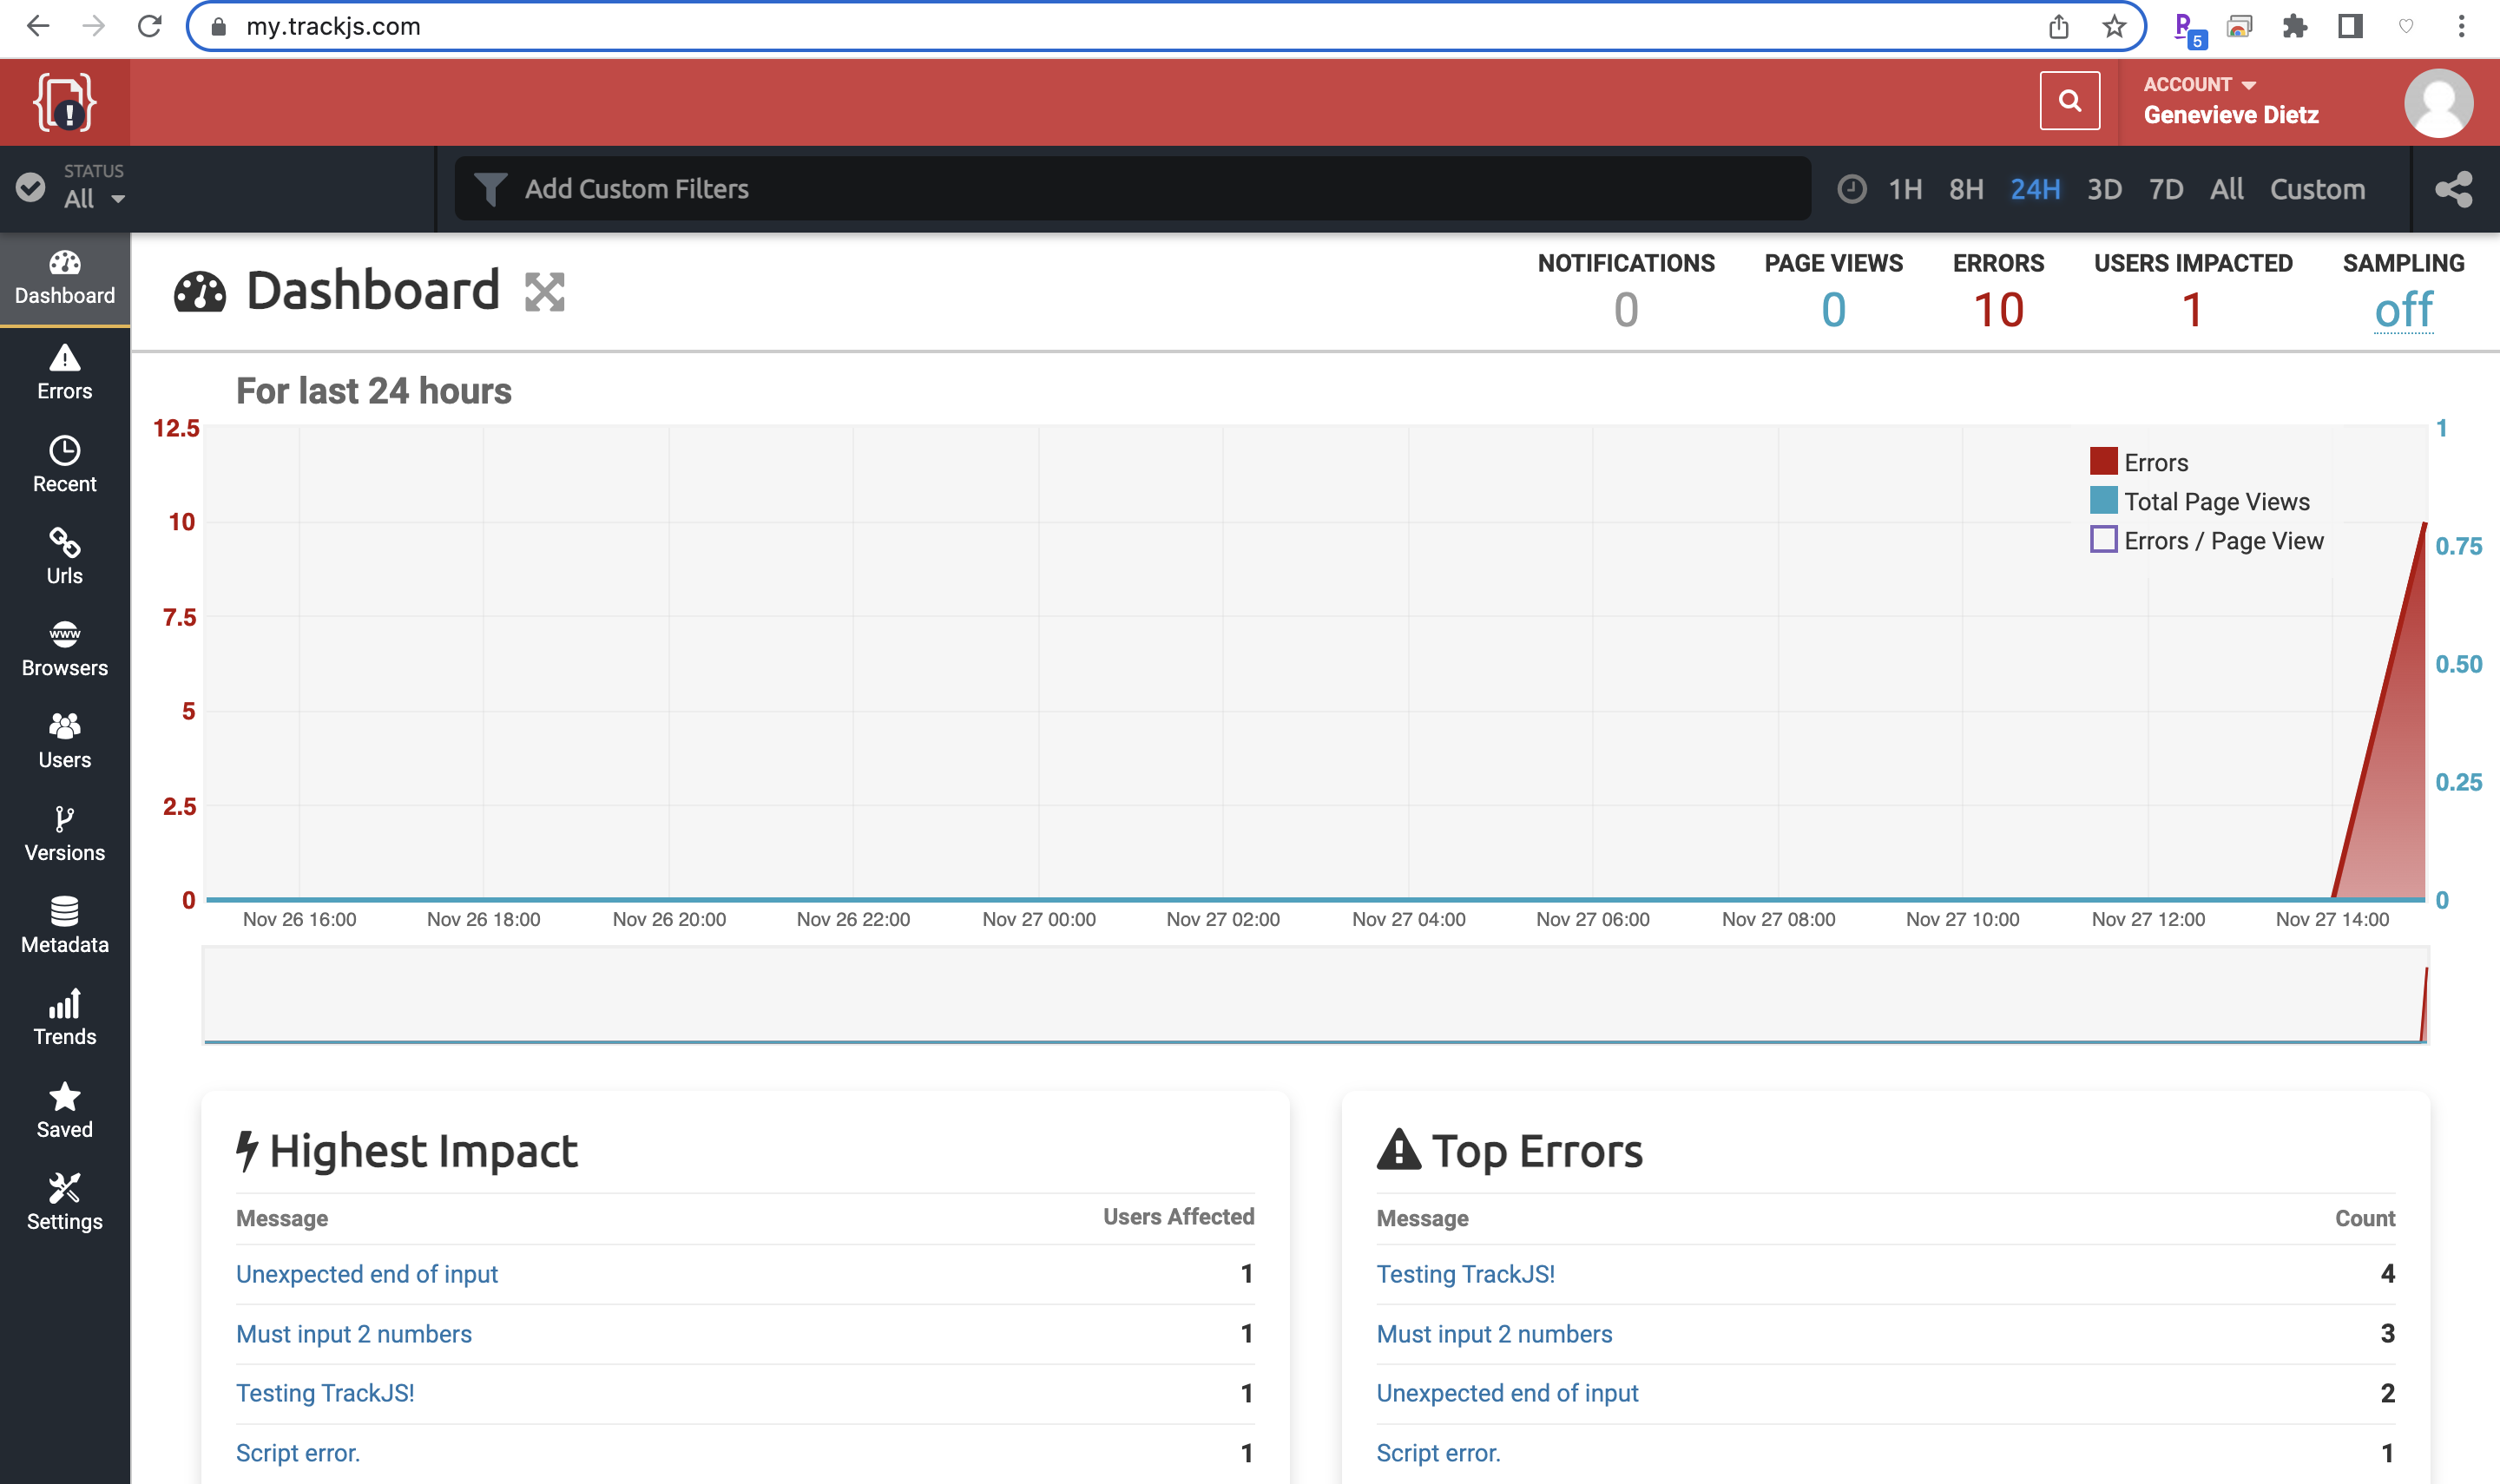 my.trackjs.com
5
ACCOUNT
Genevieve Dietz
STATUS
All
Add Custom Filters
1H 8H 24H 3D 7D All Custom
Dashboard
Errors
Recent
Urls
www
Browsers
Users
Versions
Metadata
Trends
Saved
Settings
Dashboard
NOTIFICATIONS
0
PAGE VIEWS
0
ERRORS
10
USERS IMPACTED
1
SAMPLING
off
For last 24 hours
12.5
10
7.5
5
2.5
0
Errors
Total Page Views
Errors / Page View
1
0.75
0.50
0.25
0
Nov 26 16:00 Nov 26 18:00 Nov 26 20:00 Nov 26 22:00 Nov 27 00:00 Nov 27 02:00 Nov 27 04:00 Nov 27 06:00 Nov 27 08:00 Nov 27 10:00 Nov 27 12:00 Nov 27 14:00
Highest Impact
Message Users Affected
Unexpected end of input 1
Must input 2 numbers 1
Testing TrackJS! 1
Script error. 1
Top Errors
Message Count
Testing TrackJS! 4
Must input 2 numbers 3
Unexpected end of input 2
Script error. 1